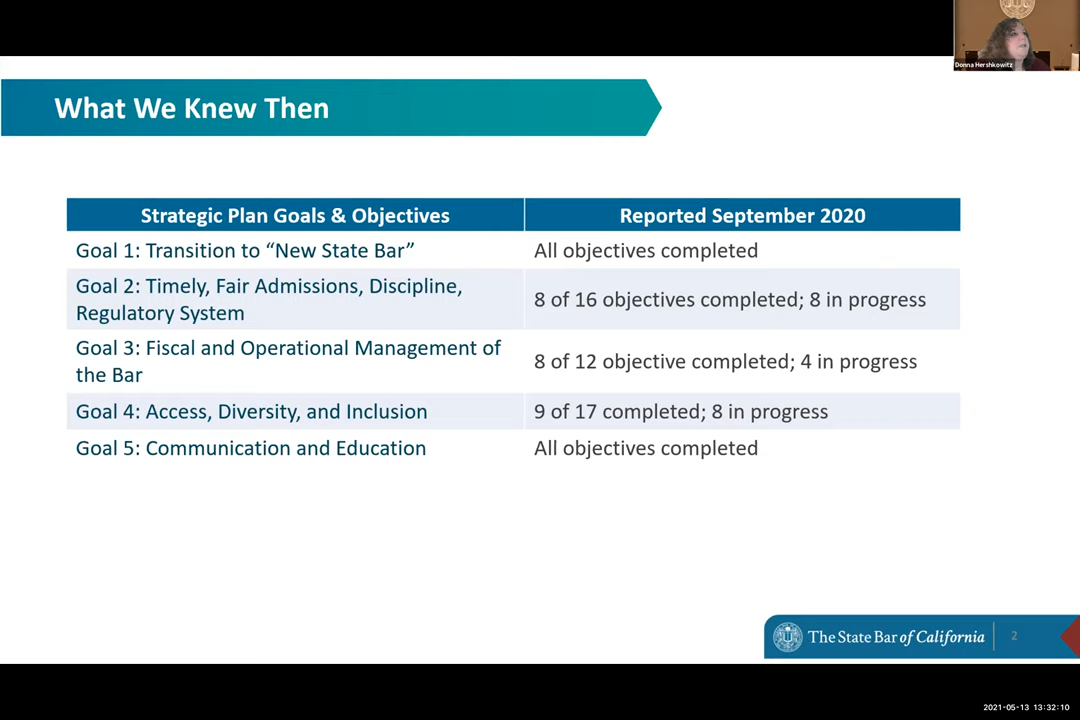 Donna Hershkowitz
What We Knew Then
Strategic Plan Goals & Objectives
Reported September 2020
Goal 1: Transition to “New State Bar”
All objectives completed
Goal 2: Timely, Fair Admissions, Discipline,
Regulatory System
8 of 16 objectives completed; 8 in progress
Goal 3: Fiscal and Operational Management of
the Bar
8 of 12 objective completed; 4 in progress
Goal 4: Access, Diversity, and Inclusion
9 of 17 completed; 8 in progress
Goal 5: Communication and Education
All objectives completed
The State Bar of California
2
2021-05-13 13:32:10